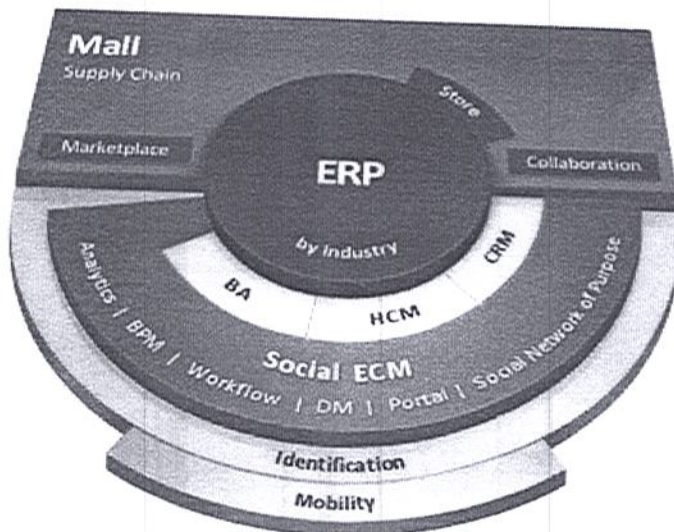 Mall
Supply Chain
Store
Marketplace
Collaboration
ERP
by Industry
BA
HCM
CRM
Social ECM
Analytics | BPM | Workflow | DM | Portal | Social Network of Purpose
Identification
Mobility